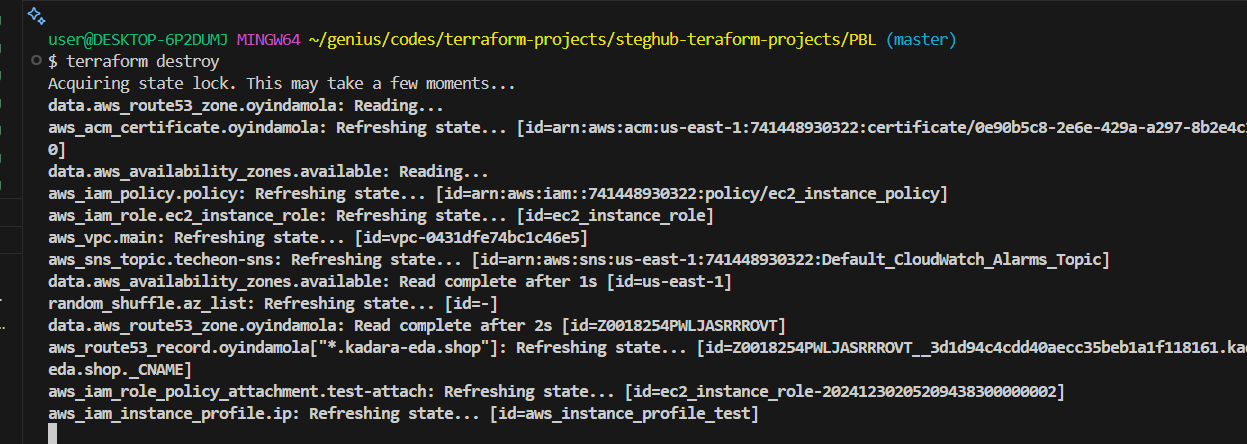 user@DESKTOP-6P2DUMJ MINGW64 ~/genius/codes/terraform-projects/steghub-teraform-projects/PBL (master)
$ terraform destroy
Acquiring state lock. This may take a few moments...
data.aws_route53_zone.oyindamola: Reading...
aws_acm_certificate.oyindamola: Refreshing state... [id=arn:aws:acm:us-east-1:741448930322:certificate/0e90b5c8-2e6e-429a-a297-8b2e4c
0]
data.aws_availability_zones.available: Reading...
aws_iam_policy.policy: Refreshing state... [id=arn:aws:iam::741448930322:policy/ec2_instance_policy]
aws_iam_role.ec2_instance_role: Refreshing state... [id=ec2_instance_role]
aws_vpc.main: Refreshing state... [id=vpc-0431dfe74bc1c46e5]
aws_sns_topic.techeon-sns: Refreshing state... [id=arn:aws:sns:us-east-1:741448930322:Default_CloudWatch_Alarms_Topic]
data.aws_availability_zones.available: Read complete after 1s [id=us-east-1]
random_shuffle.az_list: Refreshing state... [id=-]
data.aws_route53_zone.oyindamola: Read complete after 2s [id=Z0018254PWLJASRRROVT]
aws_route53_record.oyindamola["*.kadara-eda.shop"]: Refreshing state... [id=Z0018254PWLJASRRROVT__3d1d94c4cdd40aecc35beb1a1f118161.kad
eda.shop._CNAME]
aws_iam_role_policy_attachment.test-attach: Refreshing state... [id=ec2_instance_role-20241230205209438300000002]
aws_iam_instance_profile.ip: Refreshing state... [id=aws_instance_profile_test]